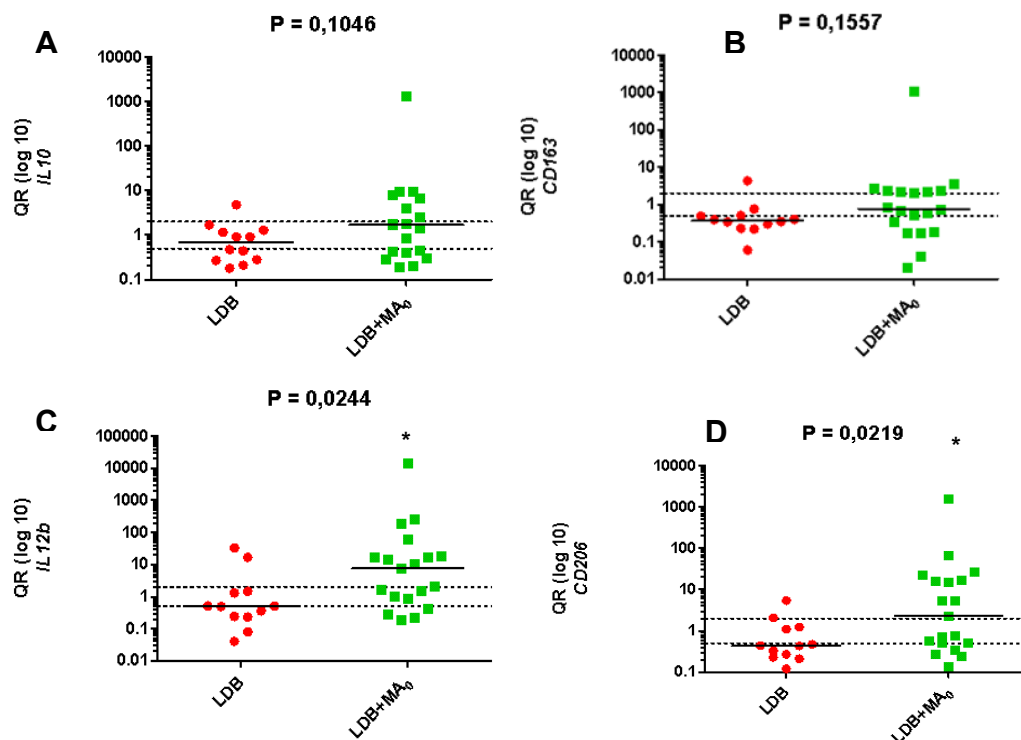 A
P = 0,1046
QR (log 10)
IL10
10000
1000
100
10
1
0.1
LDB
LDB+MA₀
B
P = 0,1557
QR (log 10)
CD163
10000
1000
100
10
1
0.1
0.01
LDB
LDB+MA₀
C
P = 0,0244
*
QR (log 10)
IL12b
100000
10000
1000
100
10
1
0.1
0.01
LDB
LDB+MA₀
D
P = 0,0219
*
QR (log 10)
CD206
10000
1000
100
10
1
0.1
LDB
LDB+MA₀